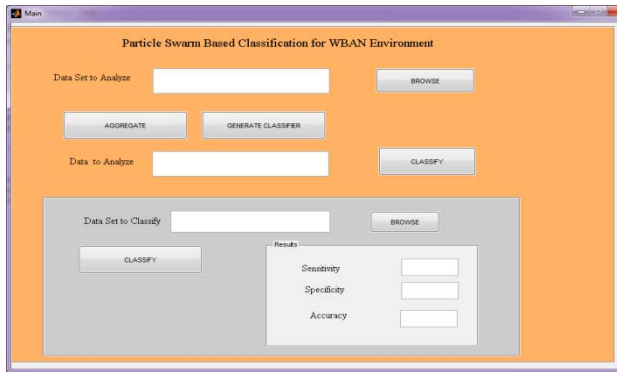 Main
Particle Swarm Based Classification for WBAN Environment
Data Set to Analyze
BROWSE
AGGREGATE
GENERATE CLASSIFIER
Data to Analyze
CLASSIFY
Data Set to Classify
BROWSE
CLASSIFY
Results
Sensitivity
Specificity
Accuracy